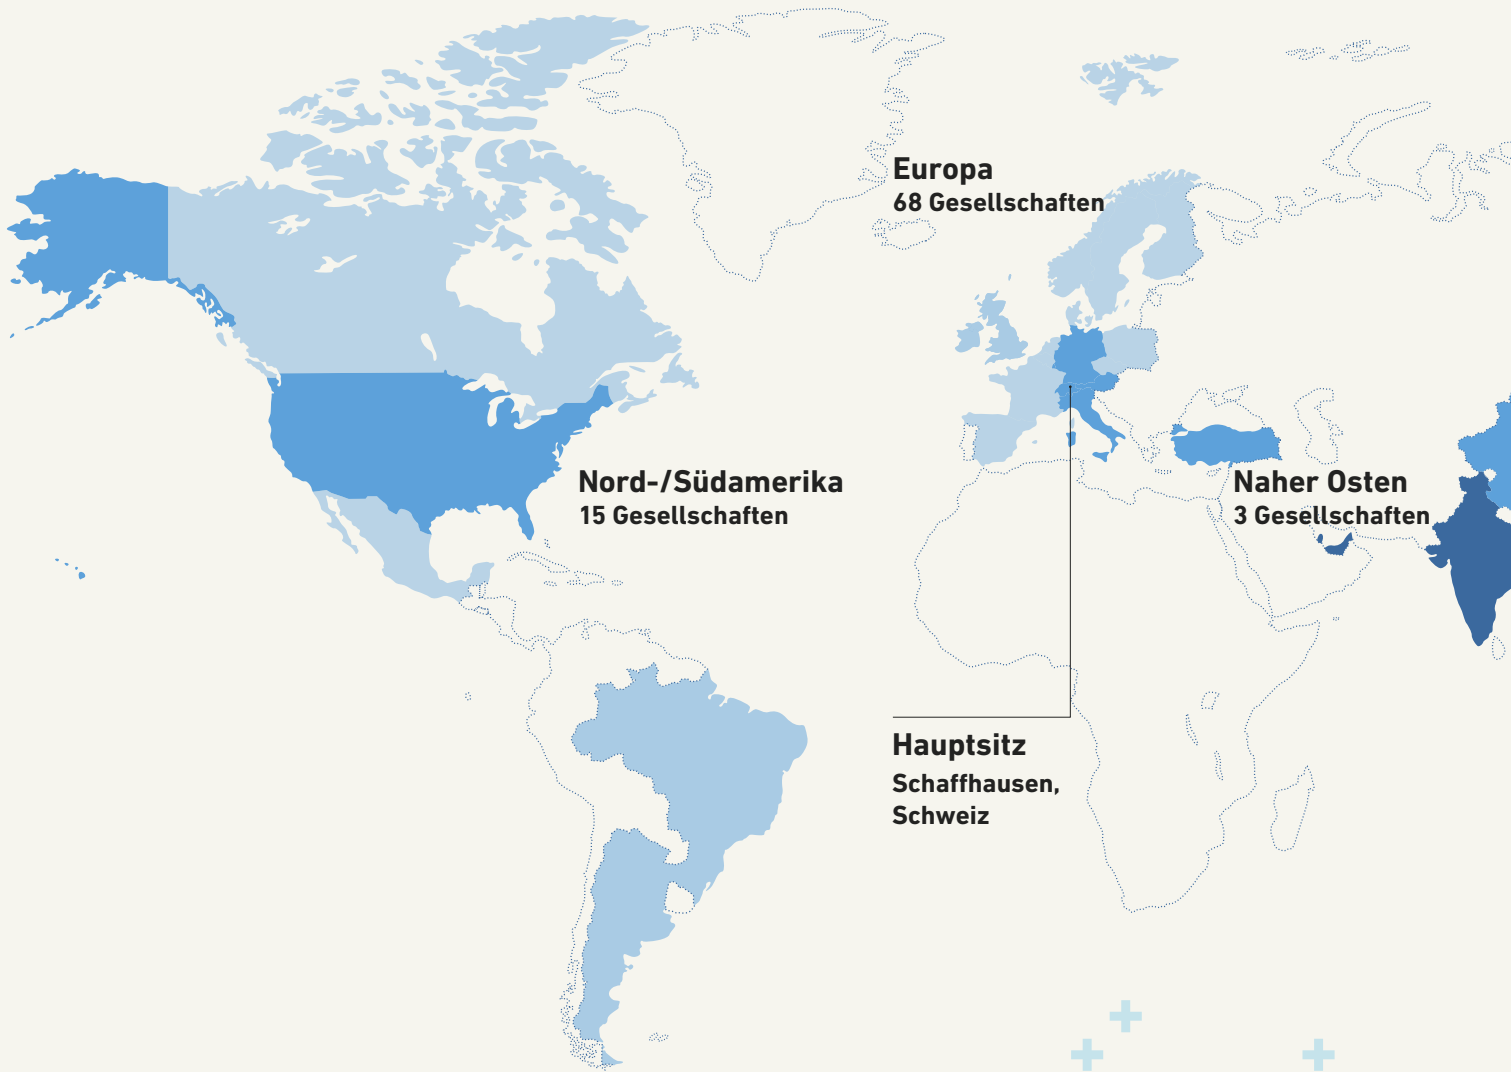 Europa
68 Gesellschaften
Nord-/Südamerika
15 Gesellschaften
Naher Osten
3 Gesellschaften
Hauptsitz
Schaffhausen,
Schweiz